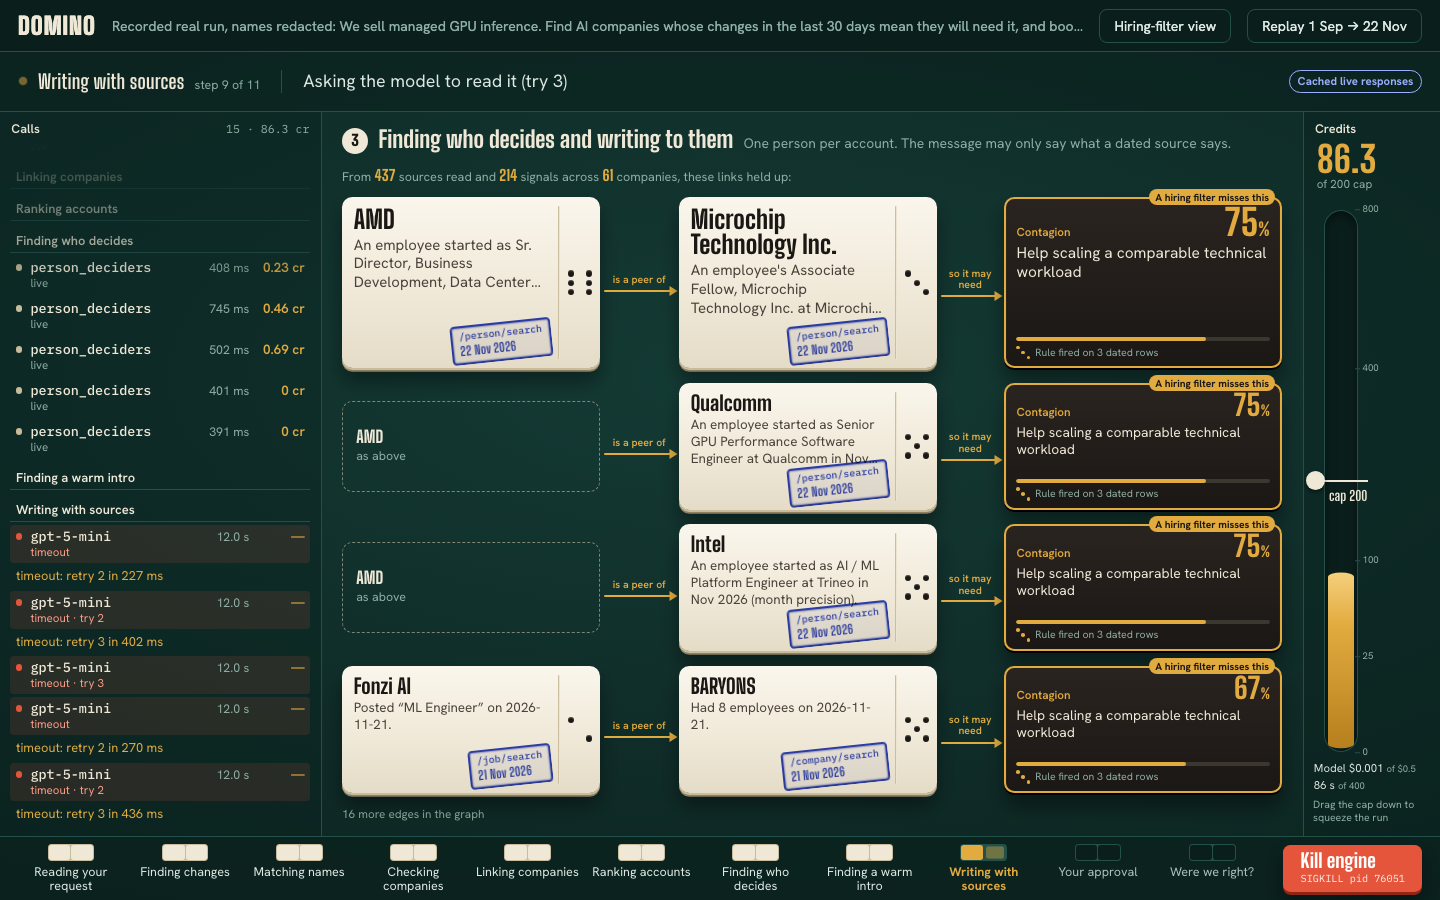 DOMINO
Recorded real run, names redacted: We sell managed GPU inference. Find AI companies whose changes in the last 30 days mean they will need it, and boo...
Hiring-filter view
Replay 1 Sep → 22 Nov
Writing with sources
step 9 of 11
Asking the model to read it (try 3)
Cached live responses
Calls
15 · 86.3 cr
Linking companies
Ranking accounts
Finding who decides
person_deciders 408 ms 0.23 cr
live
person_deciders 745 ms 0.46 cr
live
person_deciders 502 ms 0.69 cr
live
person_deciders 401 ms 0 cr
live
person_deciders 391 ms 0 cr
live
Finding a warm intro
Writing with sources
gpt-5-mini 12.0 s —
timeout
timeout: retry 2 in 227 ms
gpt-5-mini 12.0 s —
timeout · try 2
timeout: retry 3 in 402 ms
gpt-5-mini 12.0 s —
timeout · try 3
gpt-5-mini 12.0 s —
timeout
timeout: retry 2 in 270 ms
gpt-5-mini 12.0 s —
timeout · try 2
timeout: retry 3 in 436 ms
3 Finding who decides and writing to them
One person per account. The message may only say what a dated source says.
From 437 sources read and 214 signals across 61 companies, these links held up:
AMD
An employee started as Sr.
Director, Business
Development, Data Center...
/person/search
22 Nov 2026
is a peer of
Microchip
Technology Inc.
An employee's Associate
Fellow, Microchip
Technology Inc. at Microchi...
/person/search
22 Nov 2026
so it may
need
A hiring filter misses this
Contagion
75%
Help scaling a comparable technical
workload
Rule fired on 3 dated rows
AMD
as above
is a peer of
Qualcomm
An employee started as Senior
GPU Performance Software
Engineer at Qualcomm in Nov...
/person/search
22 Nov 2026
so it may
need
A hiring filter misses this
Contagion
75%
Help scaling a comparable technical
workload
Rule fired on 3 dated rows
AMD
as above
is a peer of
Intel
An employee started as AI / ML
Platform Engineer at Trineo in
Nov 2026 (month precision).
/person/search
22 Nov 2026
so it may
need
A hiring filter misses this
Contagion
75%
Help scaling a comparable technical
workload
Rule fired on 3 dated rows
Fonzi AI
Posted “ML Engineer” on 2026-
11-21.
/job/search
21 Nov 2026
is a peer of
BARYONS
Had 8 employees on 2026-11-
21.
/company/search
21 Nov 2026
so it may
need
A hiring filter misses this
Contagion
67%
Help scaling a comparable technical
workload
Rule fired on 3 dated rows
16 more edges in the graph
Credits
86.3
of 200 cap
800
400
cap 200
100
25
0
Model $0.001 of $0.5
86 s of 400
Drag the cap down to
squeeze the run
Reading your
request
Finding changes
Matching names
Checking
companies
Linking companies
Ranking accounts
Finding who
decides
Finding a warm
intro
Writing with
sources
Your approval
Were we right?
Kill engine
SIGKILL pid 76051